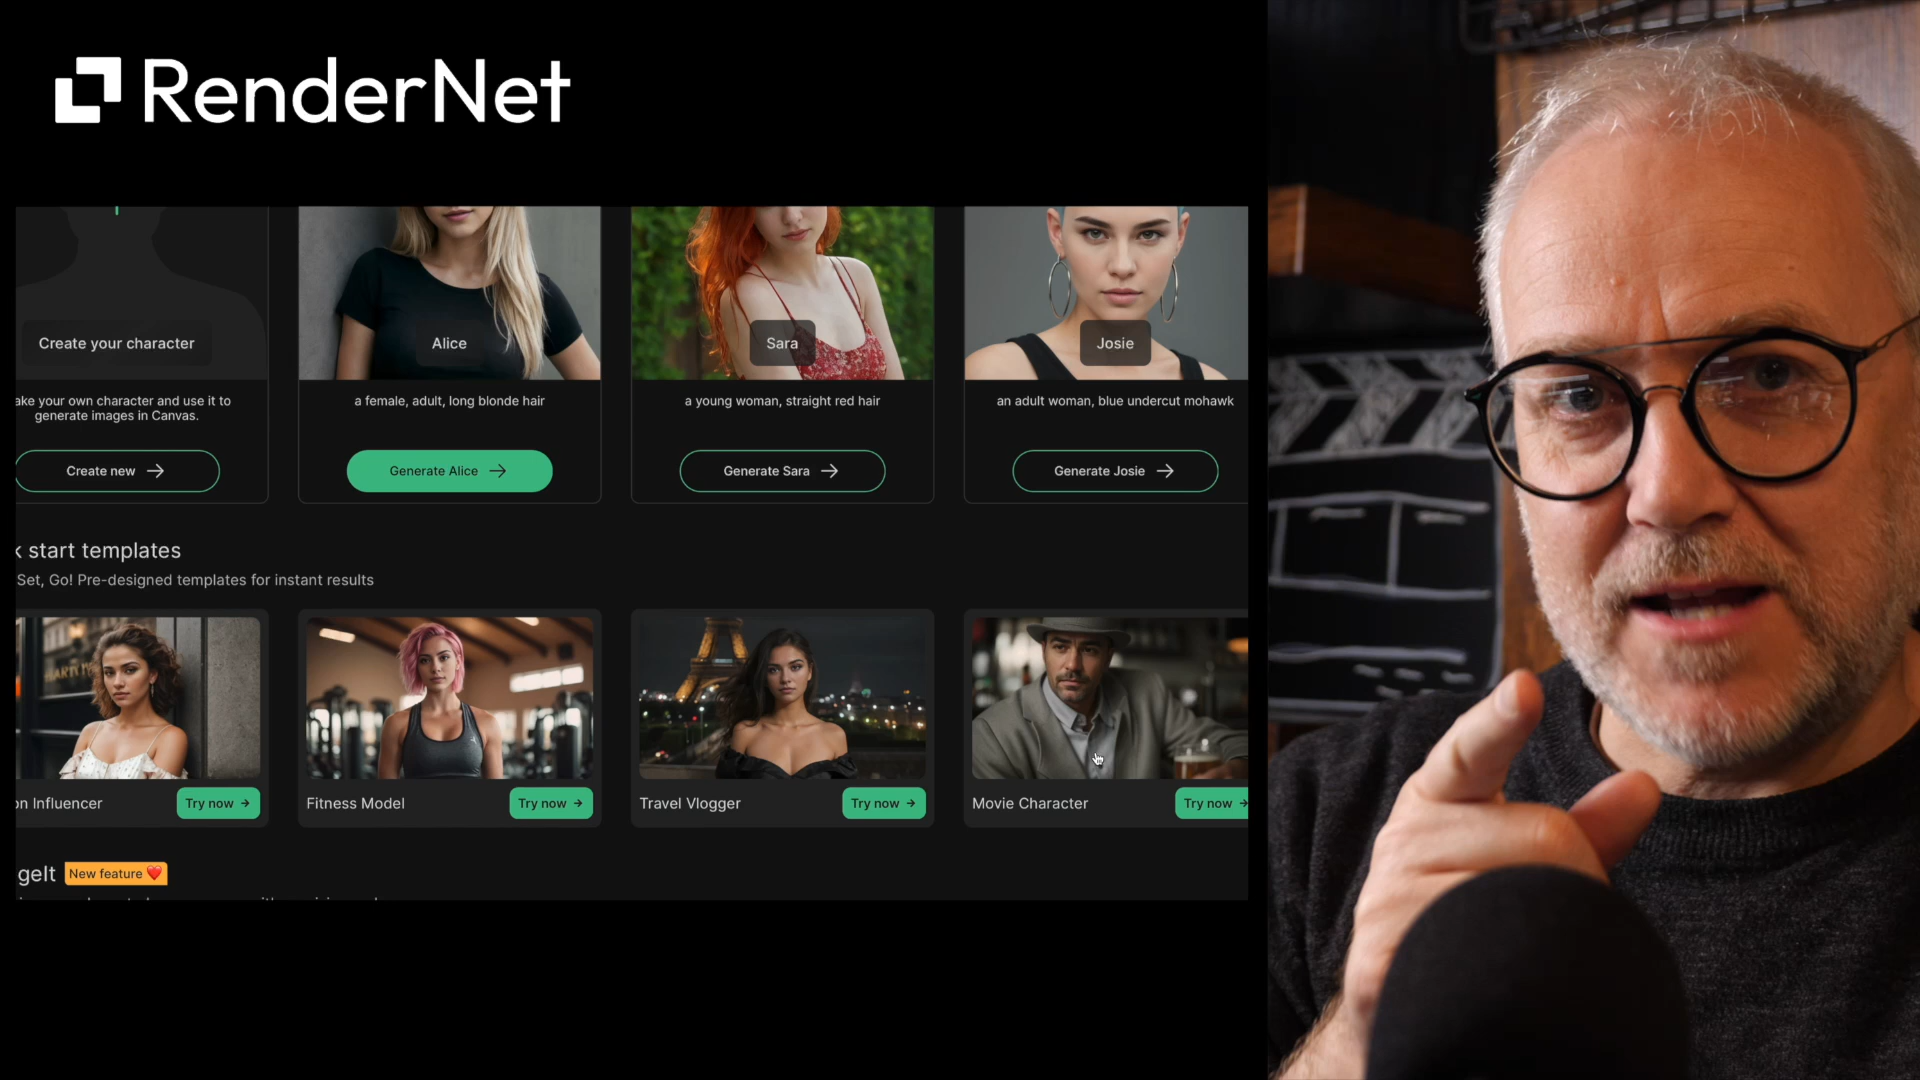 RenderNet
Create your character
Alice
Sara
Josie
ake your own character and use it to
generate images in Canvas.
a female, adult, long blonde hair
a young woman, straight red hair
an adult woman, blue undercut mohawk
Create new
Generate Alice
Generate Sara
Generate Josie
k start templates
Set, Go! Pre-designed templates for instant results
on Influencer
Try now
Fitness Model
Try now
Travel Vlogger
Try now
Movie Character
Try now
geIt
New feature